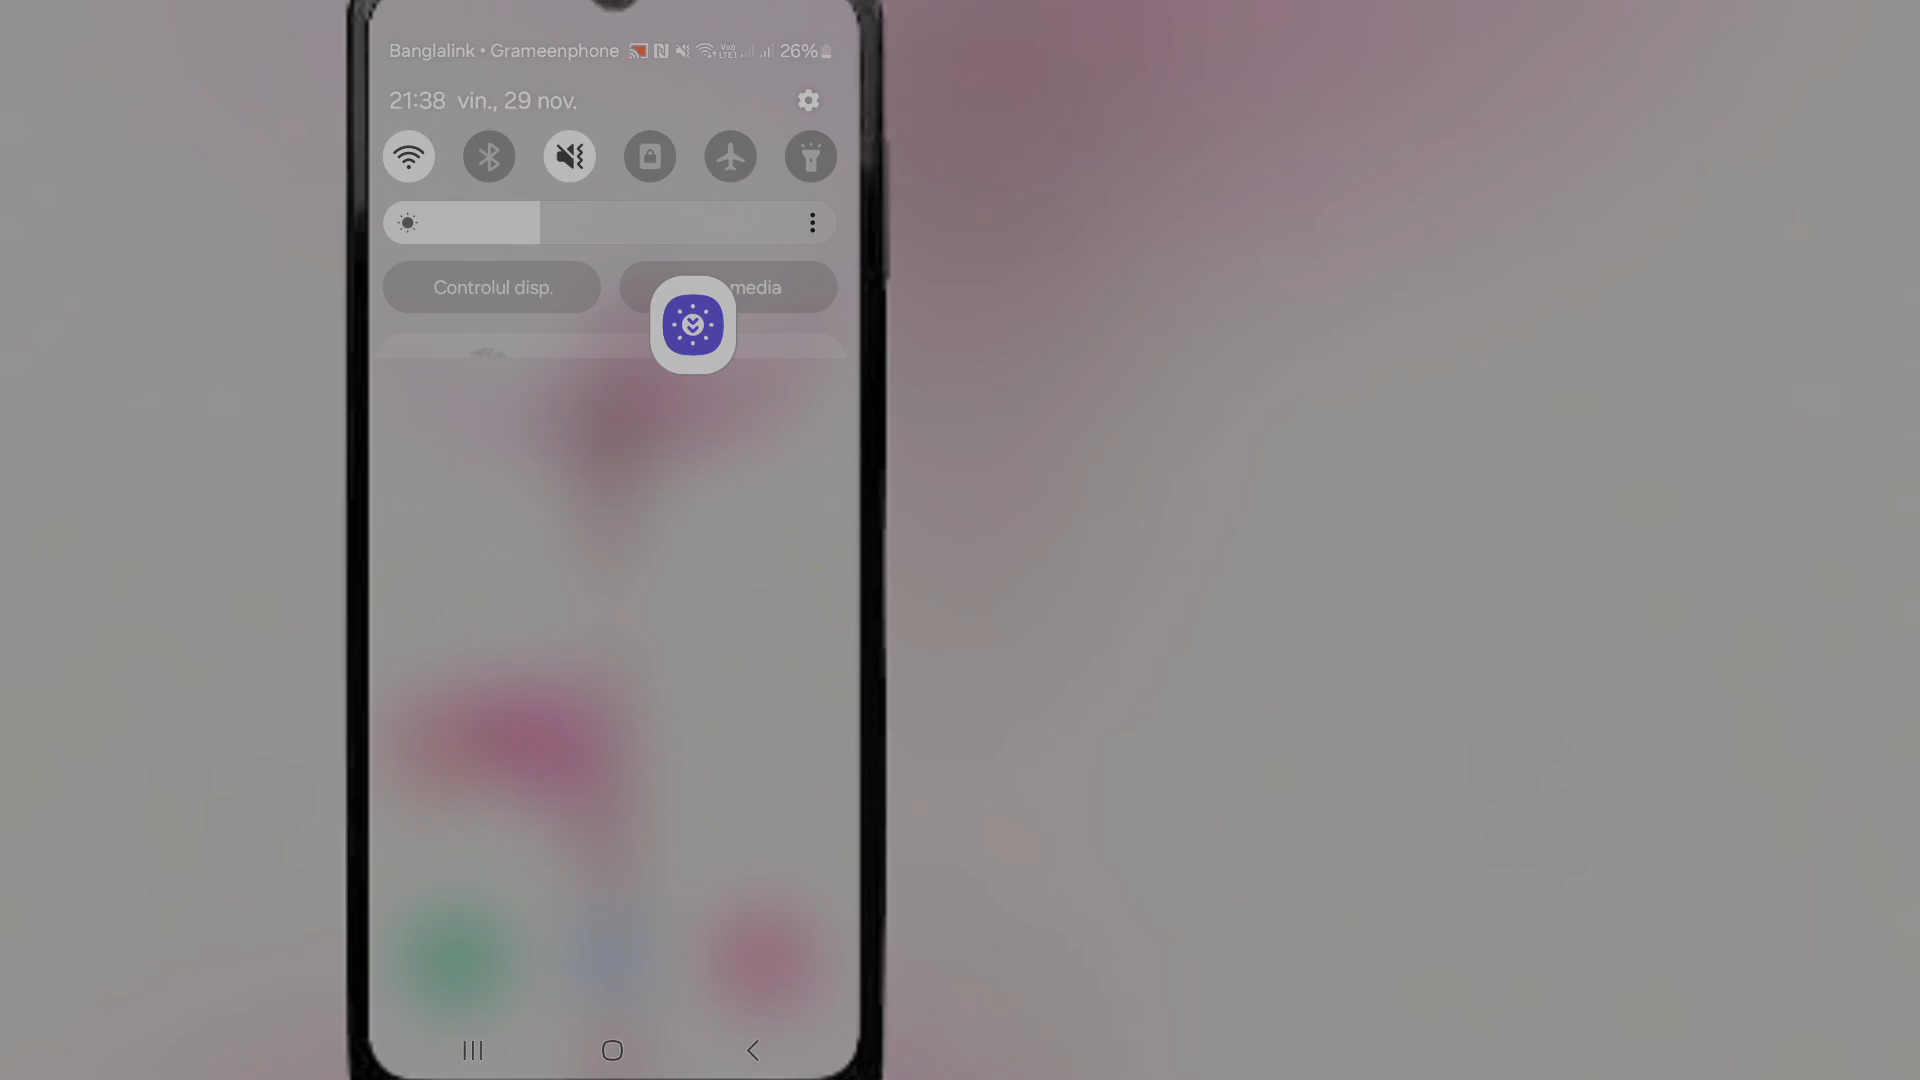 Banglalink • Grameenphone 26%
21:38 vin., 29 nov.
Controlul disp.
media